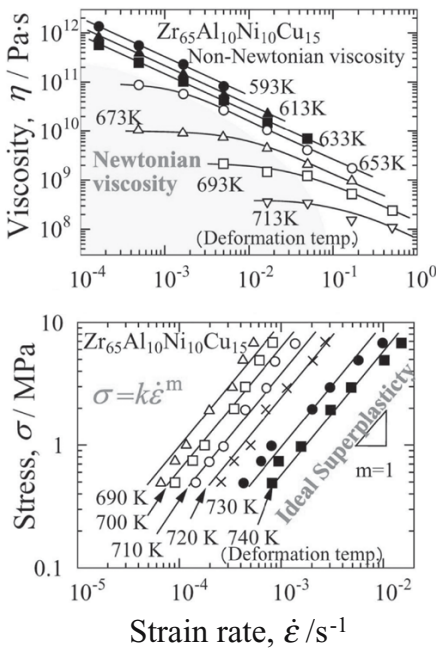 Zr65Al10Ni10Cu15
Non-Newtonian viscosity
Viscosity, η / Pa·s
10^12
10^11
10^10
10^9
10^8
593K
613K
633K
653K
673K
693K
713K
(Deformation temp.)
Newtonian
viscosity
10^-4
10^-3
10^-2
10^-1
10^0
Zr65Al10Ni10Cu15
σ=kε̇^m
Stress, σ / MPa
10
1
0.1
690 K
700 K
710 K
720 K
730 K
740 K
(Deformation temp.)
Ideal Superplasticty
m=1
10^-5
10^-4
10^-3
10^-2
Strain rate, ε̇ /s^-1